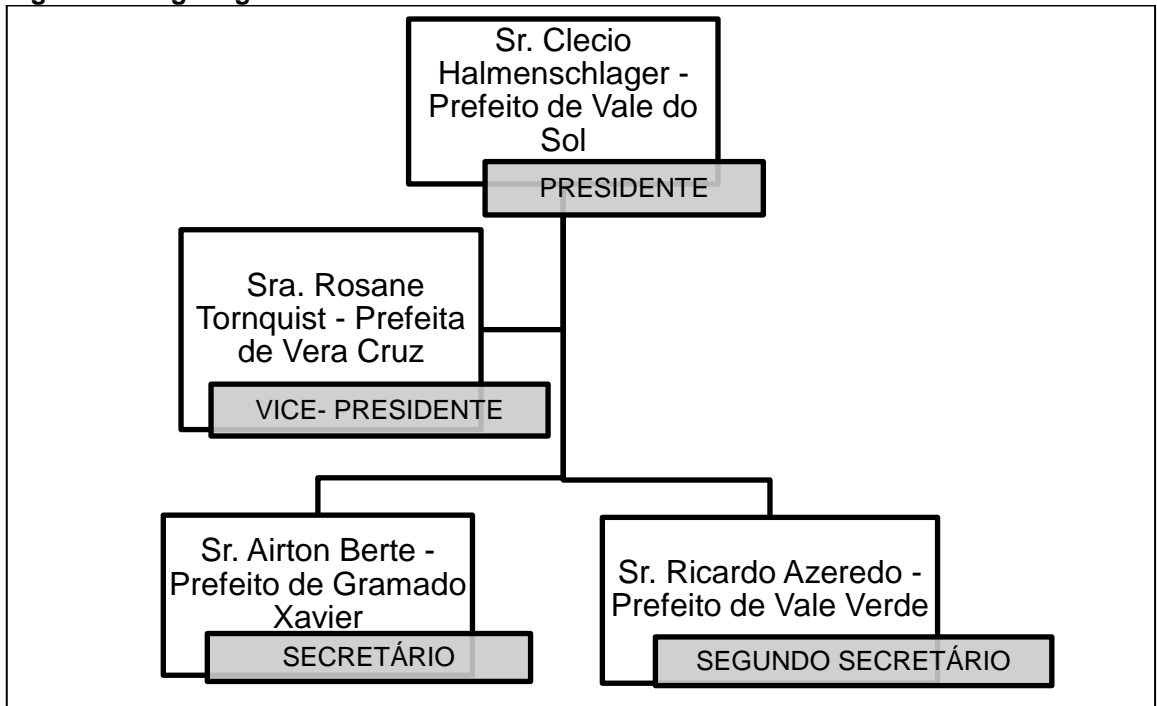 Sr. Clecio
Halmenschlager -
Prefeito de Vale do
Sol
PRESIDENTE
Sra. Rosane
Tornquist - Prefeita
de Vera Cruz
VICE- PRESIDENTE
Sr. Airton Berte -
Prefeito de Gramado
Xavier
SECRETÁRIO
Sr. Ricardo Azeredo -
Prefeito de Vale Verde
SEGUNDO SECRETÁRIO